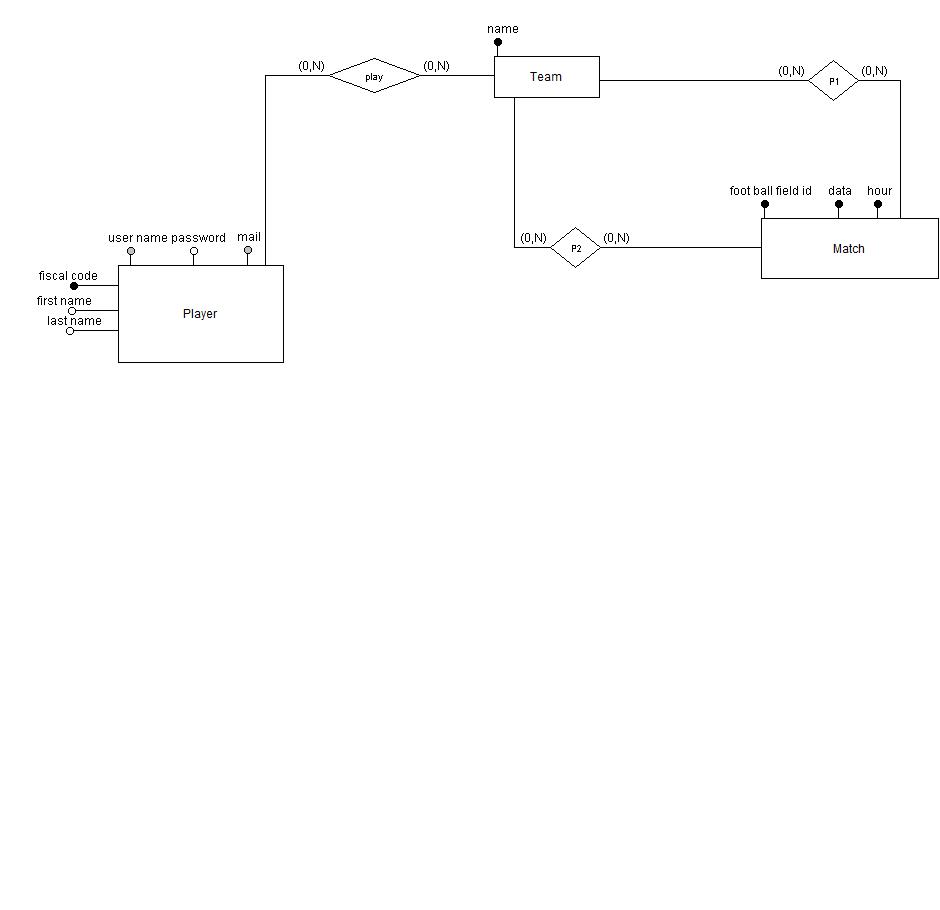 name
(0,N) play (0,N)
Team
(0,N) P1 (0,N)
foot ball field id data hour
user name password mail
(0,N) P2 (0,N)
Match
fiscal code
first name
last name
Player